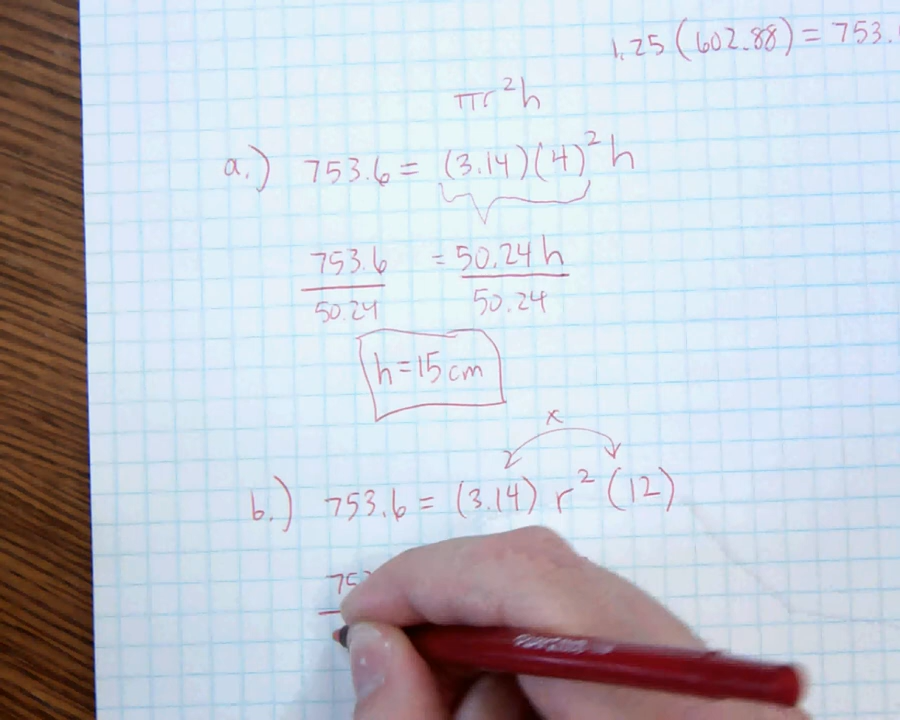 1.25 (602.88) = 753.
πr²h
a.) 753.6 = (3.14)(4)² h
753.6 = 50.24 h
50.24 50.24
h = 15 cm
x
b.) 753.6 = (3.14) r² (12)